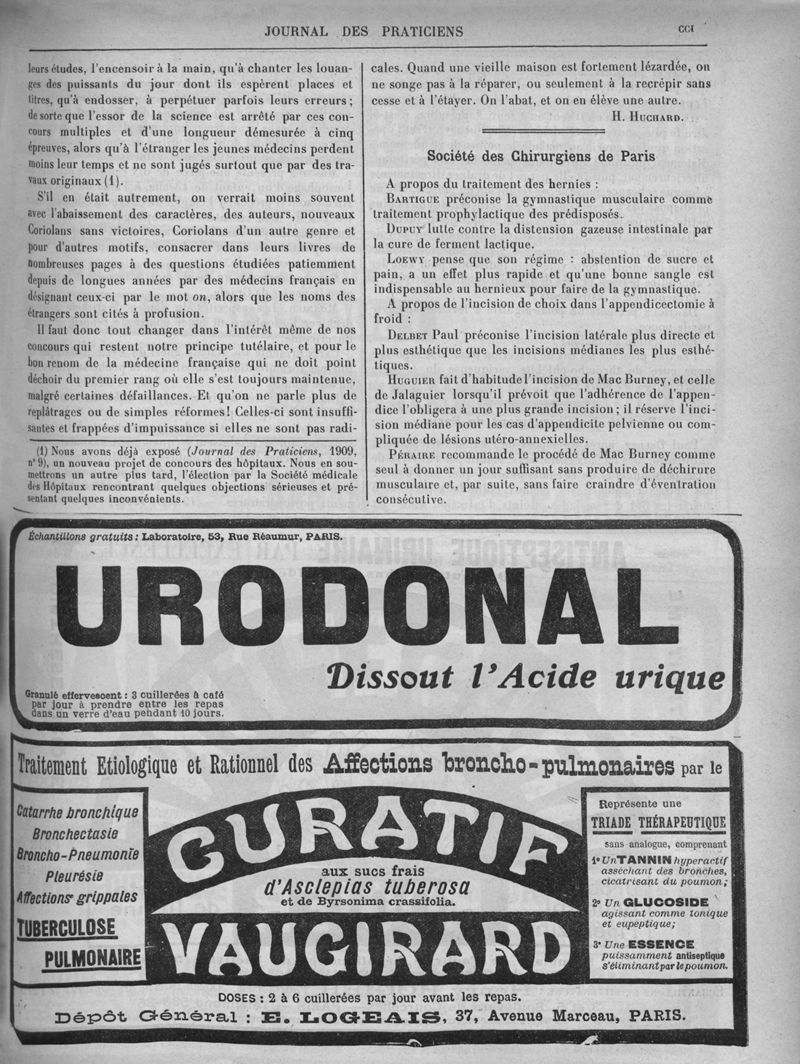 JOURNAL DES PRATICIENS
CCI
leurs études, l'encensoir à la main, qu'à chanter les louan-
ges des puissants du jour dont ils espèrent places et
titres, qu'à endosser, à perpétuer parfois leurs erreurs ;
de sorte que l'essor de la science est arrêté par ces con-
cours multiples et d'une longueur démesurée à cinq
épreuves, alors qu'à l'étranger les jeunes médecins perdent
moins leur temps et ne sont jugés surtout que par des tra-
vaux originaux (1).
S'il en était autrement, on verrait moins souvent
avec l'abaissement des caractères, des auteurs, nouveaux
Coriolans sans victoires, Coriolans d'un autre genre et
pour d'autres motifs, consacrer dans leurs livres de
nombreuses pages à des questions étudiées patiemment
depuis de longues années par des médecins français en
désignant ceux-ci par le mot on, alors que les noms des
étrangers sont cités à profusion.
Il faut donc tout changer dans l'intérêt même de nos
concours qui restent notre principe tutélaire, et pour le
bon renom de la médecine française qui ne doit point
déchoir du premier rang où elle s'est toujours maintenue,
malgré certaines défaillances. Et qu'on ne parle plus de
replâtrages ou de simples réformes! Celles-ci sont insuffi-
santes et frappées d'impuissance si elles ne sont pas radi-
(1) Nous avons déjà exposé (Journal des Praticiens, 1909,
n° 9), un nouveau projet de concours des hôpitaux. Nous en sou-
mettrons un autre plus tard, l'élection par la Société médicale
des Hôpitaux rencontrant quelques objections sérieuses et pré-
sentant quelques inconvénients.
cales. Quand une vieille maison est fortement lézardée, on
ne songe pas à la réparer, ou seulement à la recrépir sans
cesse et à l'étayer. On l'abat, et on en élève une autre.
H. HUCHARD.
Société des Chirurgiens de Paris
A propos du traitement des hernies :
BARTIGUE préconise la gymnastique musculaire comme
traitement prophylactique des prédisposés.
DUPUY lutte contre la distension gazeuse intestinale par
la cure de ferment lactique.
LOEWY pense que son régime : abstention de sucre et
pain, a un effet plus rapide et qu'une bonne sangle est
indispensable au hernieux pour faire de la gymnastique.
A propos de l'incision de choix dans l'appendicectomie à
froid :
DELBET Paul préconise l'incision latérale plus directe et
plus esthétique que les incisions médianes les plus esthé-
tiques.
HUGUIER fait d'habitude l'incision de Mac Burney, et celle
de Jalaguier lorsqu'il prévoit que l'adhérence de l'appen-
dice l'obligera à une plus grande incision ; il réserve l'inci-
sion médiane pour les cas d'appendicite pelvienne ou com-
pliquée de lésions utéro-annexielles.
PÉRAIRE recommande le procédé de Mac Burney comme
seul à donner un jour suffisant sans produire de déchirure
musculaire et, par suite, sans faire craindre d'éventration
consécutive.
Échantillons gratuits : Laboratoire, 53, Rue Réaumur, PARIS.
URODONAL
Dissout l'Acide urique
Granulé effervescent : 3 cuillerées à café
par jour à prendre entre les repas
dans un verre d'eau pendant 10 jours.
Traitement Etiologique et Rationnel des Affections broncho-pulmonaires par le
Catarrhe bronchique
Bronchectasie
Broncho-Pneumonie
Pleurésie
Affections grippales
TUBERCULOSE
PULMONAIRE
CURATIF
aux sucs frais
d'Asclepias tuberosa
et de Byrsonima crassifolia.
VAUGIRARD
Représente une
TRIADE THÉRAPEUTIQUE
sans analogue, comprenant
1° Un TANNIN hyperactif
asséchant des bronches,
cicatrisant du poumon;
2° Un GLUCOSIDE
agissant comme tonique
et eupeptique;
3° Une ESSENCE
puissamment antiseptique
s'éliminant par le poumon.
DOSES : 2 à 6 cuillerées par jour avant les repas.
Dépôt Général : E. LOGEAIS, 37, Avenue Marceau, PARIS.